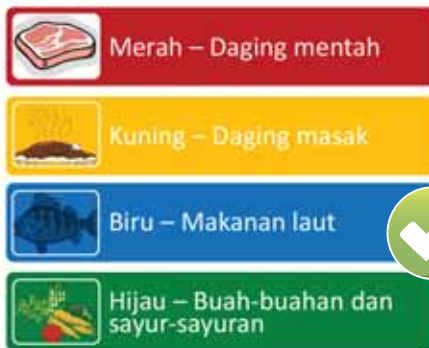 Merah – Daging mentah
Kuning – Daging masak
Biru – Makanan laut
Hijau – Buah-buahan dan
sayur-sayuran